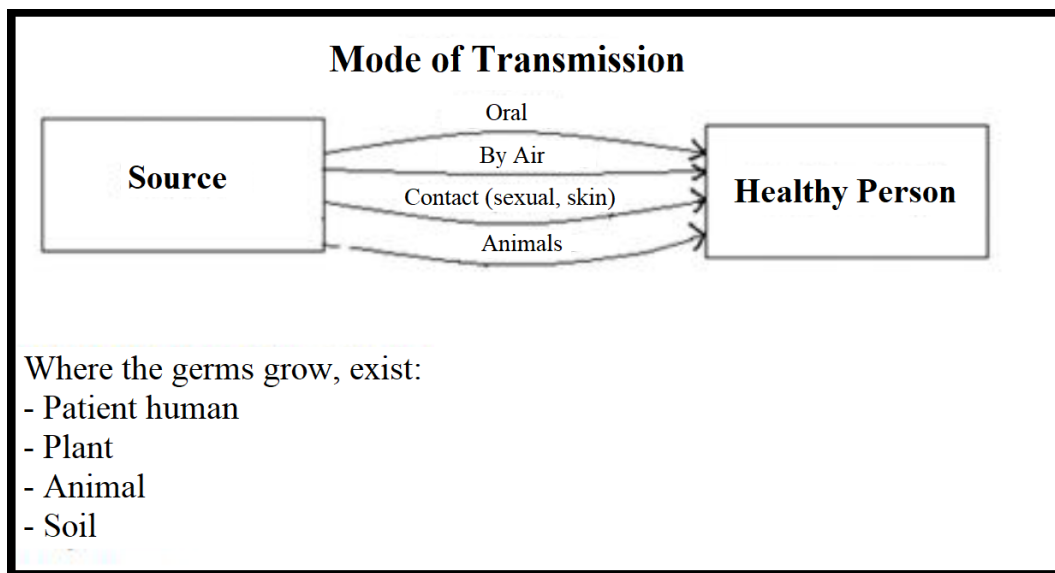 Mode of Transmission
Oral
By Air
Source
Contact (sexual, skin)
Healthy Person
Animals
Where the germs grow, exist:
- Patient human
- Plant
- Animal
- Soil